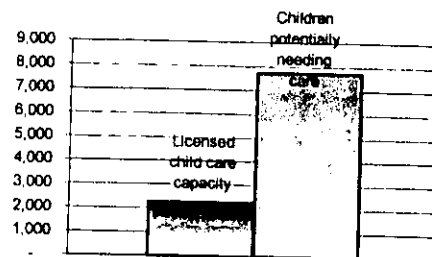 Children
potentially
needing
care
9,000
8,000
7,000
6,000
5,000
4,000
3,000
2,000
1,000
-
Licensed
child care
capacity